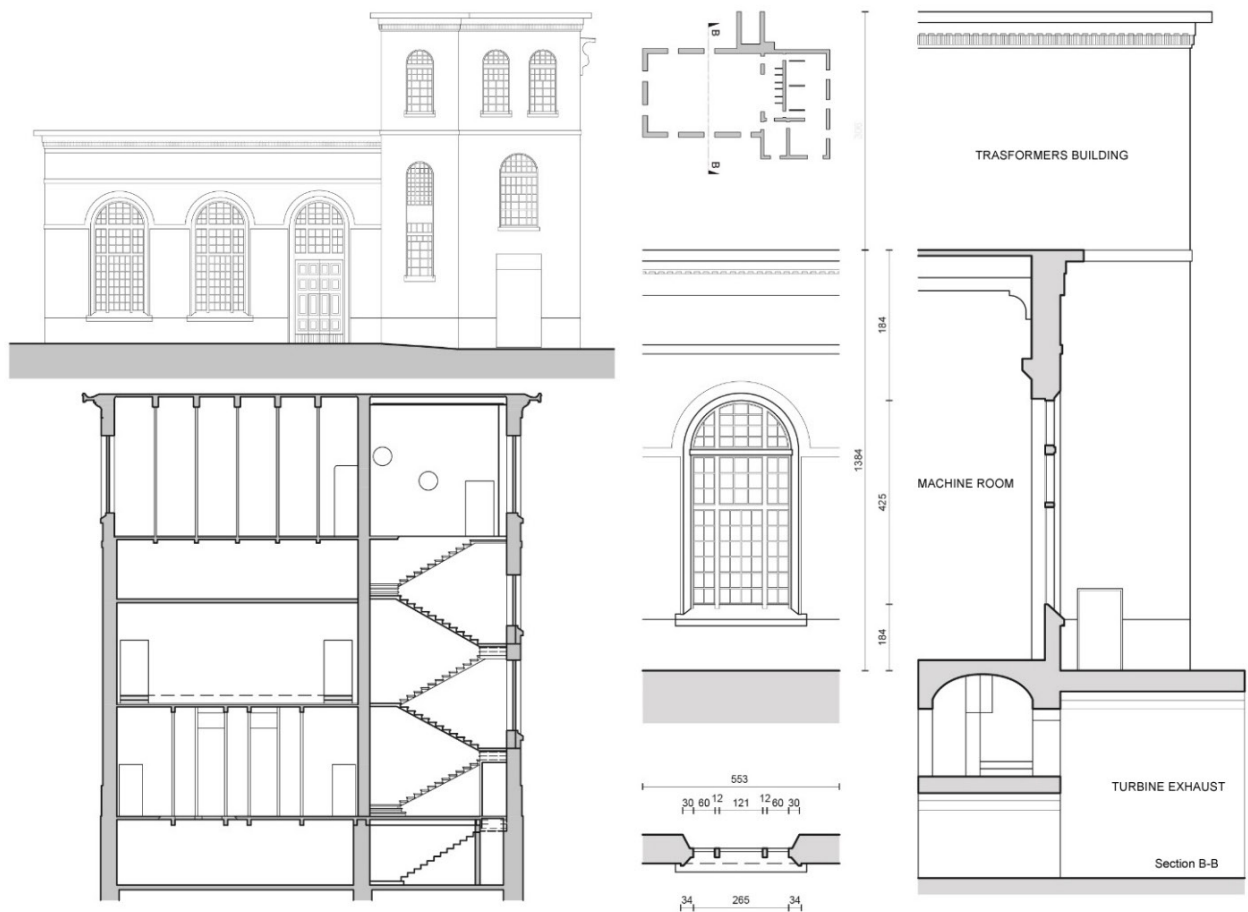 B
B
TRASFORMERS BUILDING
1384
184
425
184
MACHINE ROOM
TURBINE EXHAUST
Section B-B
553
30 60 12 121 12 60 30
34 265 34